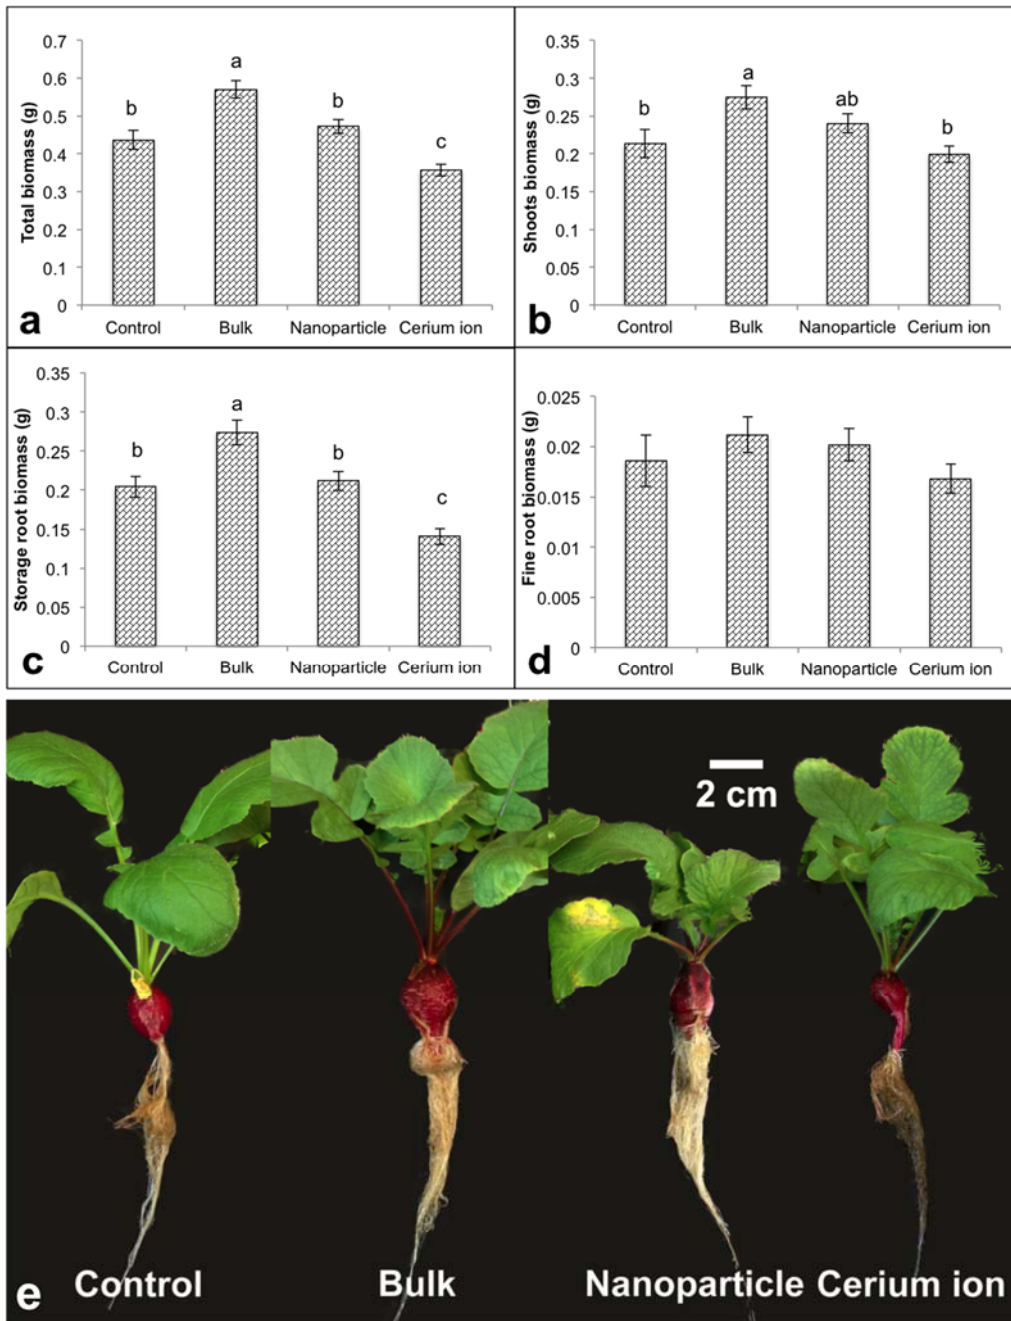 Total biomass (g)
0.7
0.6
0.5
0.4
0.3
0.2
0.1
0
b
a
b
c
Control Bulk Nanoparticle Cerium ion
a
Shoots biomass (g)
0.35
0.3
0.25
0.2
0.15
0.1
0.05
0
b
a
ab
b
Control Bulk Nanoparticle Cerium ion
b
Storage root biomass (g)
0.35
0.3
0.25
0.2
0.15
0.1
0.05
0
b
a
b
c
Control Bulk Nanoparticle Cerium ion
c
Fine root biomass (g)
0.025
0.02
0.015
0.01
0.005
0
Control Bulk Nanoparticle Cerium ion
d
2 cm
Control Bulk Nanoparticle Cerium ion
e